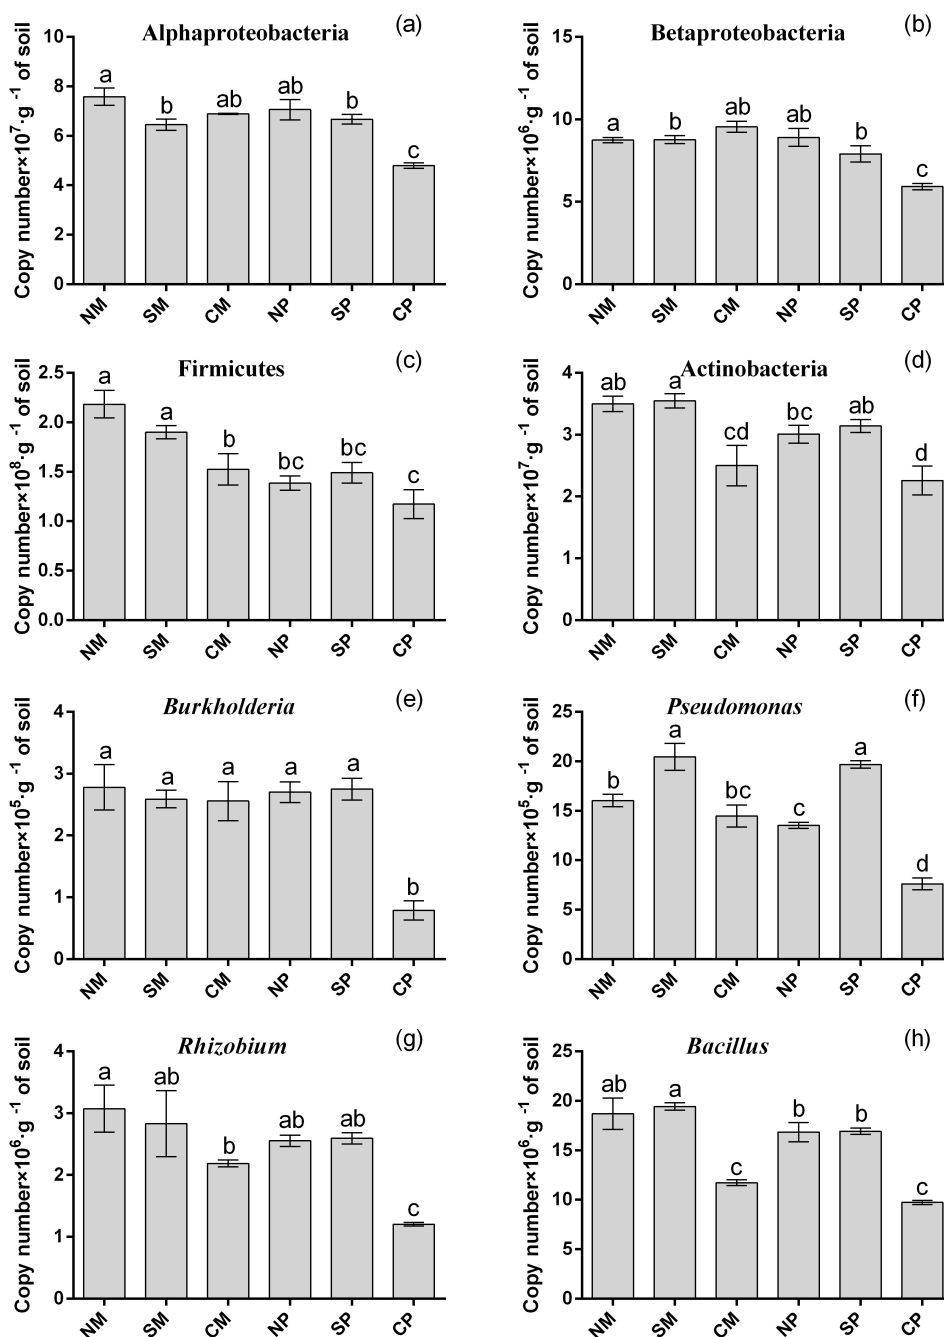 Alphaproteobacteria (a)
Copy number×10⁷·g ⁻¹ of soil
10
8
6
4
2
0
a b ab ab b c
NM SM CM NP SP CP
Betaproteobacteria (b)
Copy number×10⁶·g ⁻¹ of soil
15
10
5
0
a b ab ab b c
NM SM CM NP SP CP
Firmicutes (c)
Copy number×10⁸·g ⁻¹ of soil
2.5
2.0
1.5
1.0
0.5
0.0
a a b bc bc c
NM SM CM NP SP CP
Actinobacteria (d)
Copy number×10⁷·g ⁻¹ of soil
4
3
2
1
0
ab a cd bc ab d
NM SM CM NP SP CP
Burkholderia (e)
Copy number×10⁵·g ⁻¹ of soil
4
3
2
1
0
a a a a a b
NM SM CM NP SP CP
Pseudomonas (f)
Copy number×10⁵·g ⁻¹ of soil
25
20
15
10
5
0
b a bc c a d
NM SM CM NP SP CP
Rhizobium (g)
Copy number×10⁶·g ⁻¹ of soil
4
3
2
1
0
a ab b ab ab c
NM SM CM NP SP CP
Bacillus (h)
Copy number×10⁶·g ⁻¹ of soil
25
20
15
10
5
0
ab a c b b c
NM SM CM NP SP CP